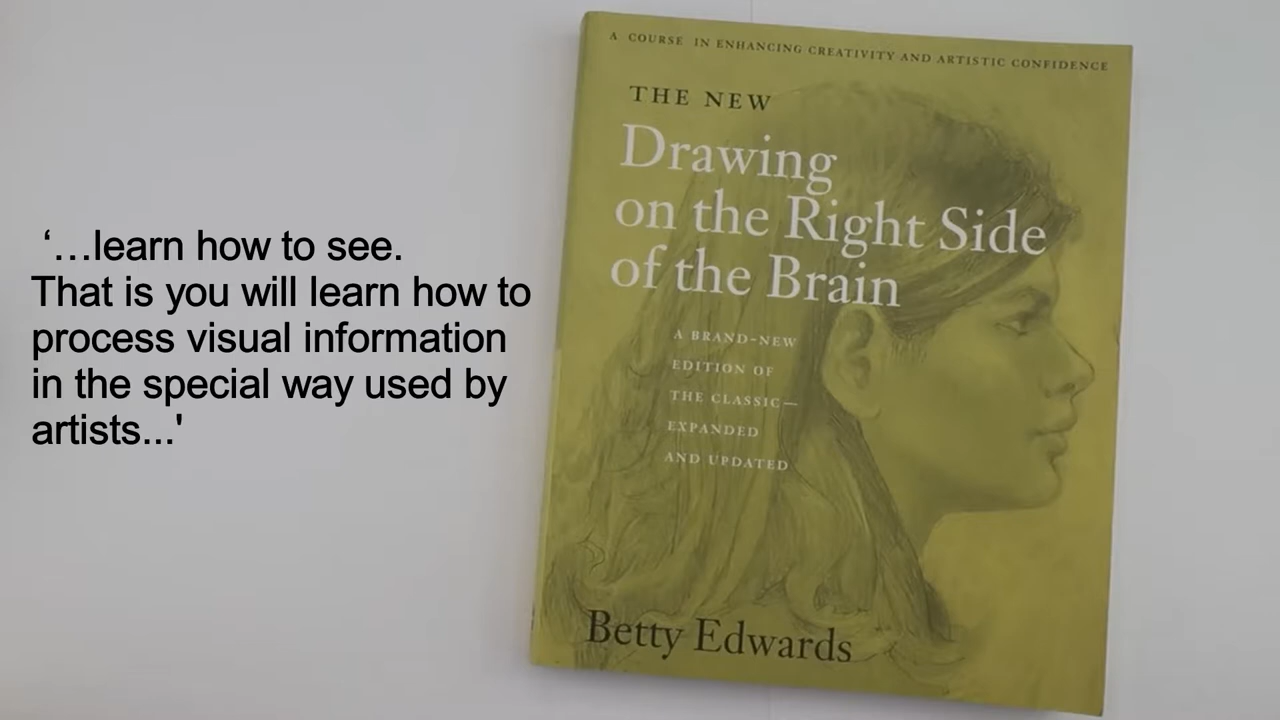 ‘…learn how to see.
That is you will learn how to
process visual information
in the special way used by
artists...'
A COURSE IN ENHANCING CREATIVITY AND ARTISTIC CONFIDENCE
THE NEW
Drawing
on the Right Side
of the Brain
A BRAND-NEW
EDITION OF
THE CLASSIC—
EXPANDED
AND UPDATED
Betty Edwards